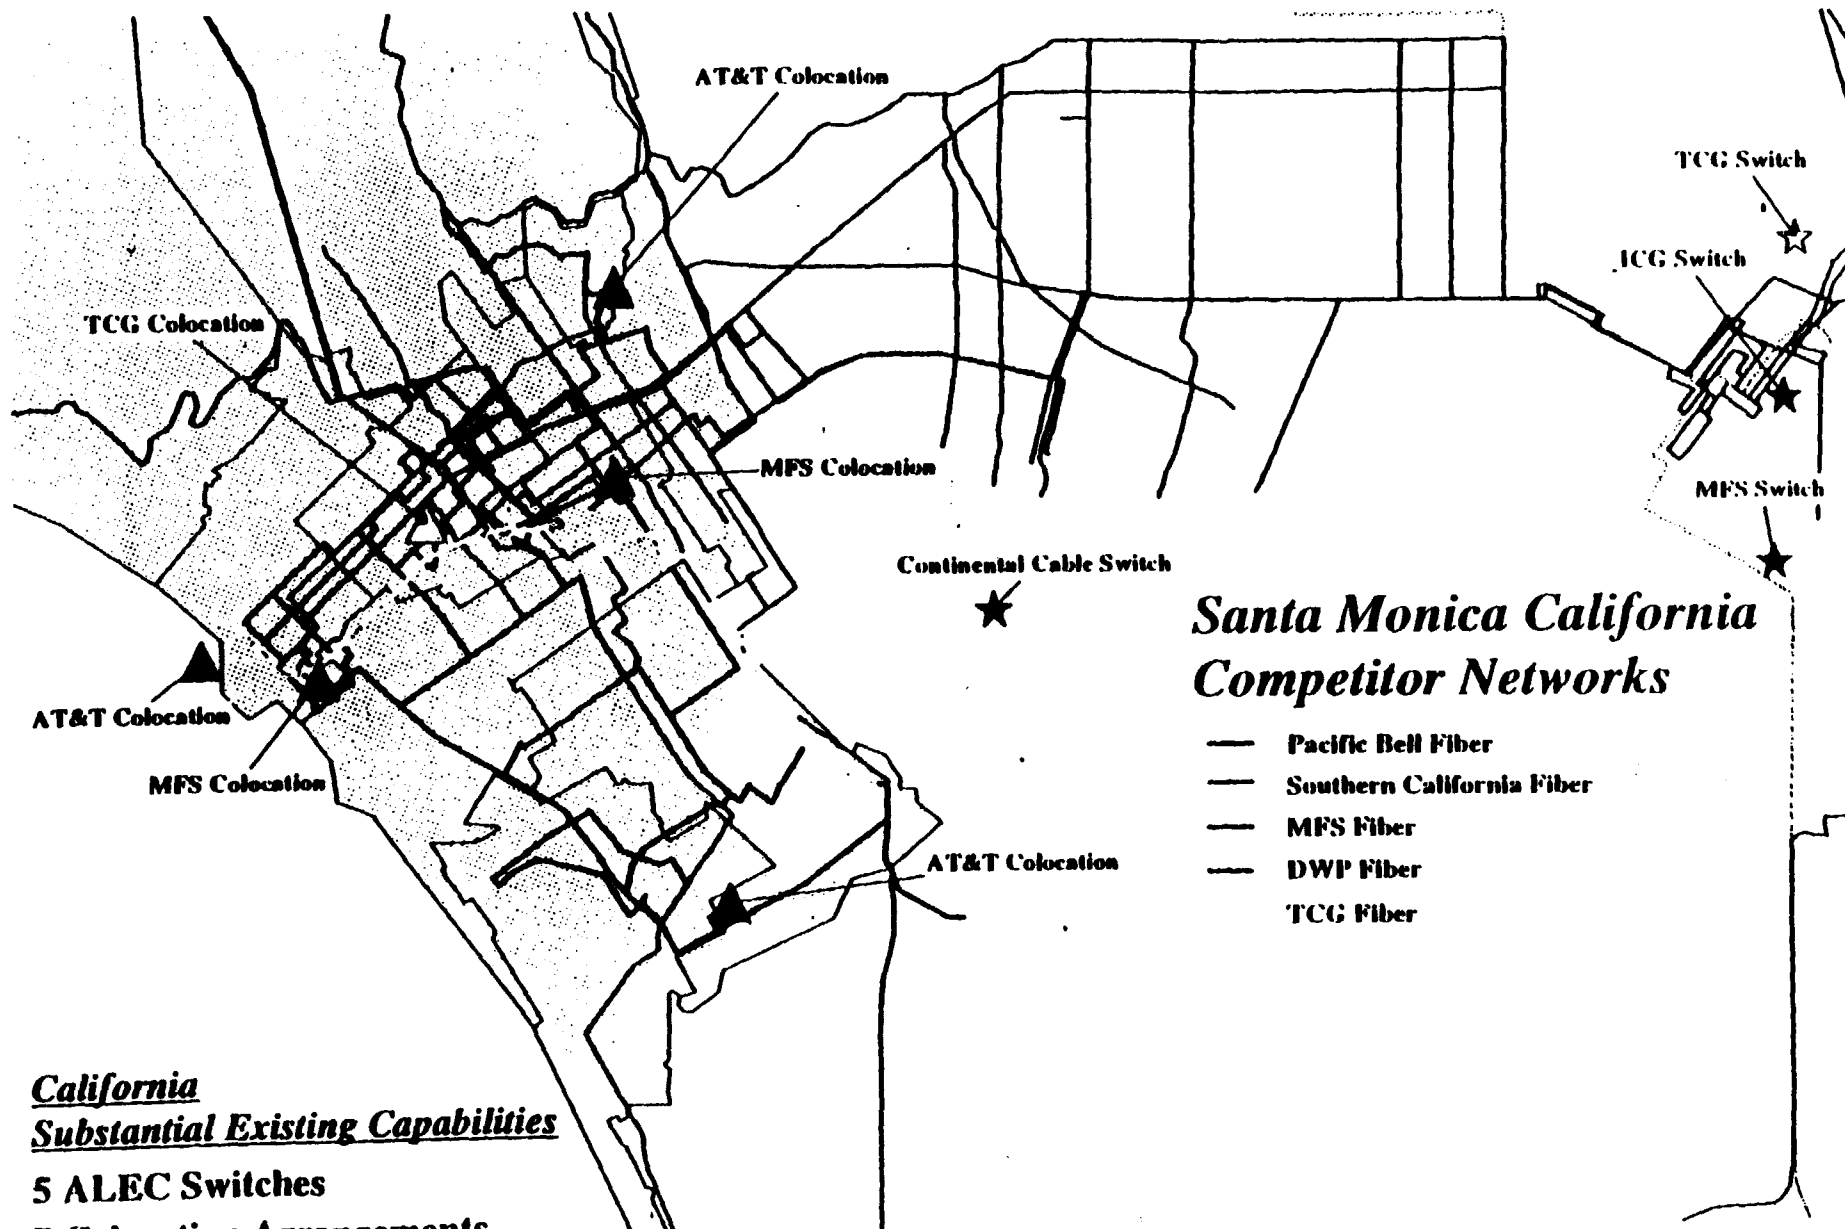 AT&T Colocation
TCG Switch
ICG Switch
TCG Colocation
MFS Colocation
MFS Switch
Continental Cable Switch
Santa Monica California
Competitor Networks
AT&T Colocation
Pacific Bell Fiber
MFS Colocation
Southern California Fiber
MFS Fiber
AT&T Colocation
DWP Fiber
TCG Fiber
California
Substantial Existing Capabilities
5 ALEC Switches